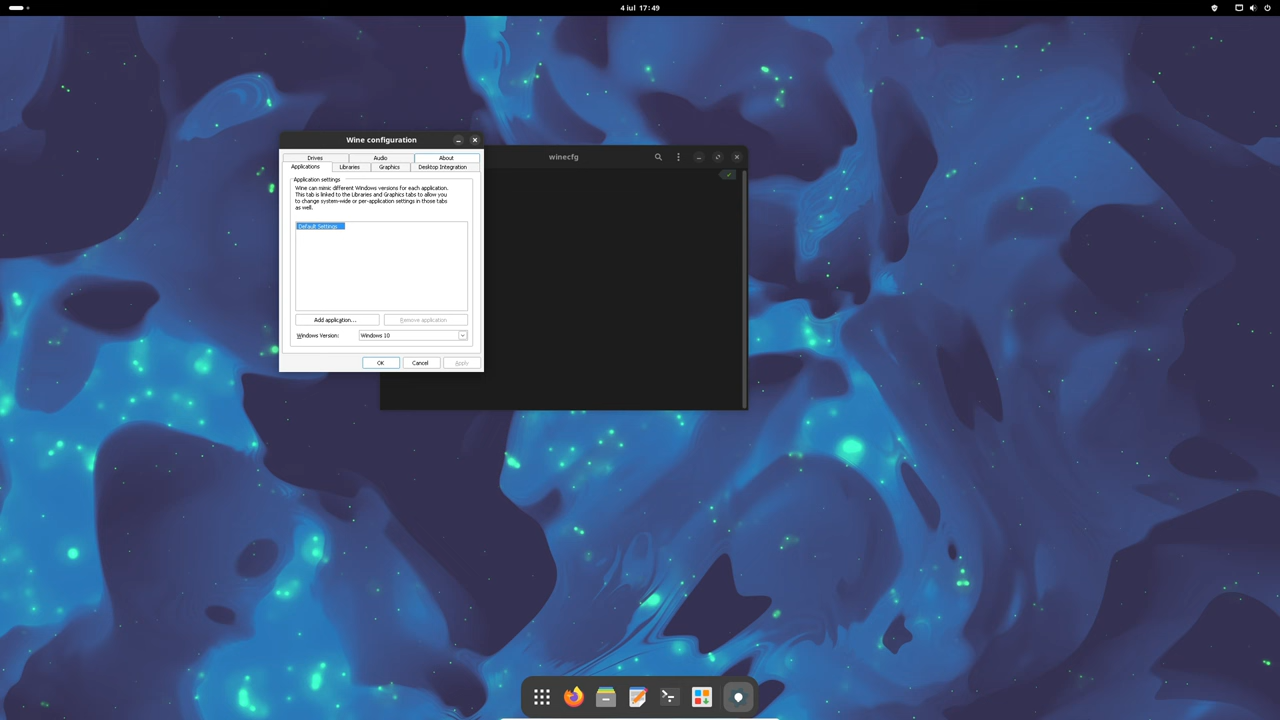 4 iul 17:49
Wine configuration
winecfg
Drives
Audio
About
Applications
Libraries
Graphics
Desktop Integration
Application settings
Wine can mimic different Windows versions for each application.
This tab is linked to the Libraries and Graphics tabs to allow you
to change system-wide or per-application settings in those tabs
as well.
Default Settings
Add application...
Remove application
Windows Version:
Windows 10
OK
Cancel
Apply